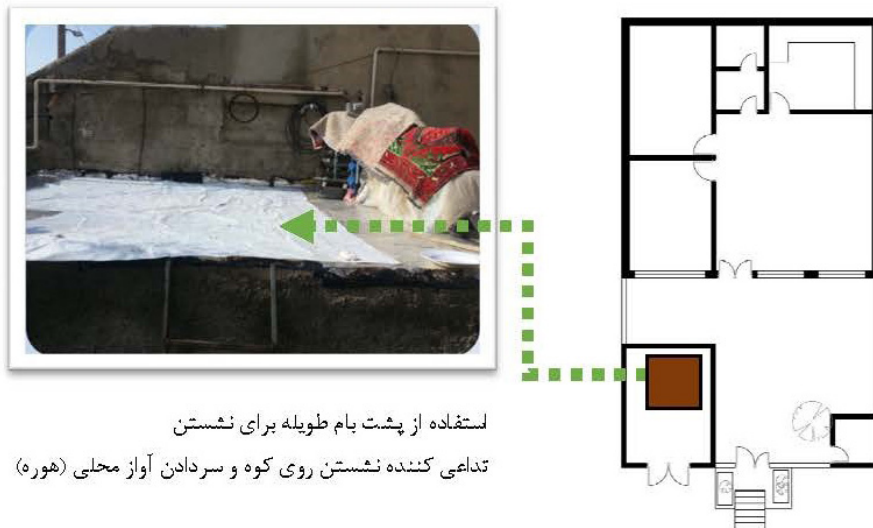 استفاده از پشت بام طویله برای نشستن
تداعی کننده نشستن روی کوه و سردادن آواز محلی (هوره)